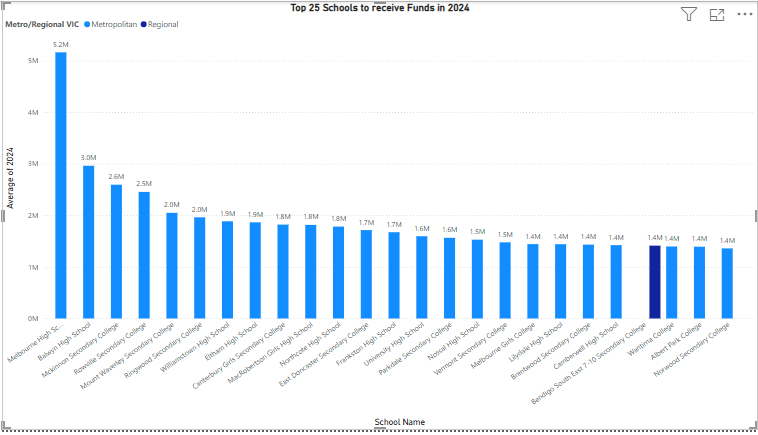 Top 25 Schools to receive Funds in 2024
Metro/Regional VIC Metropolitan Regional
5.2M
3.0M
2.6M
2.5M
2.0M
2.0M
1.9M
1.9M
1.8M
1.8M
1.8M
1.7M
1.7M
1.6M
1.6M
1.5M
1.5M
1.4M
1.4M
1.4M
1.4M
1.4M
1.4M
1.4M
1.4M
5M
4M
3M
2M
1M
0M
Average of 2024
Melbourne High Sc...
Balwyn High School
Mckinnon Secondary College
Rowville Secondary College
Mount Waverley Secondary College
Ringwood Secondary College
Williamstown High School
Eltham High School
Canterbury Girls Secondary College
MacRobertson Girls High School
Northcote High School
East Doncaster Secondary College
Frankston High School
University High School
Parkdale Secondary College
Nossal High School
Vermont Secondary College
Melbourne Girls College
Lilydale High School
Brentwood Secondary College
Camberwell High School
Bendigo South East 7-10 Secondary College
Wantirna College
Albert Park College
Norwood Secondary College
School Name